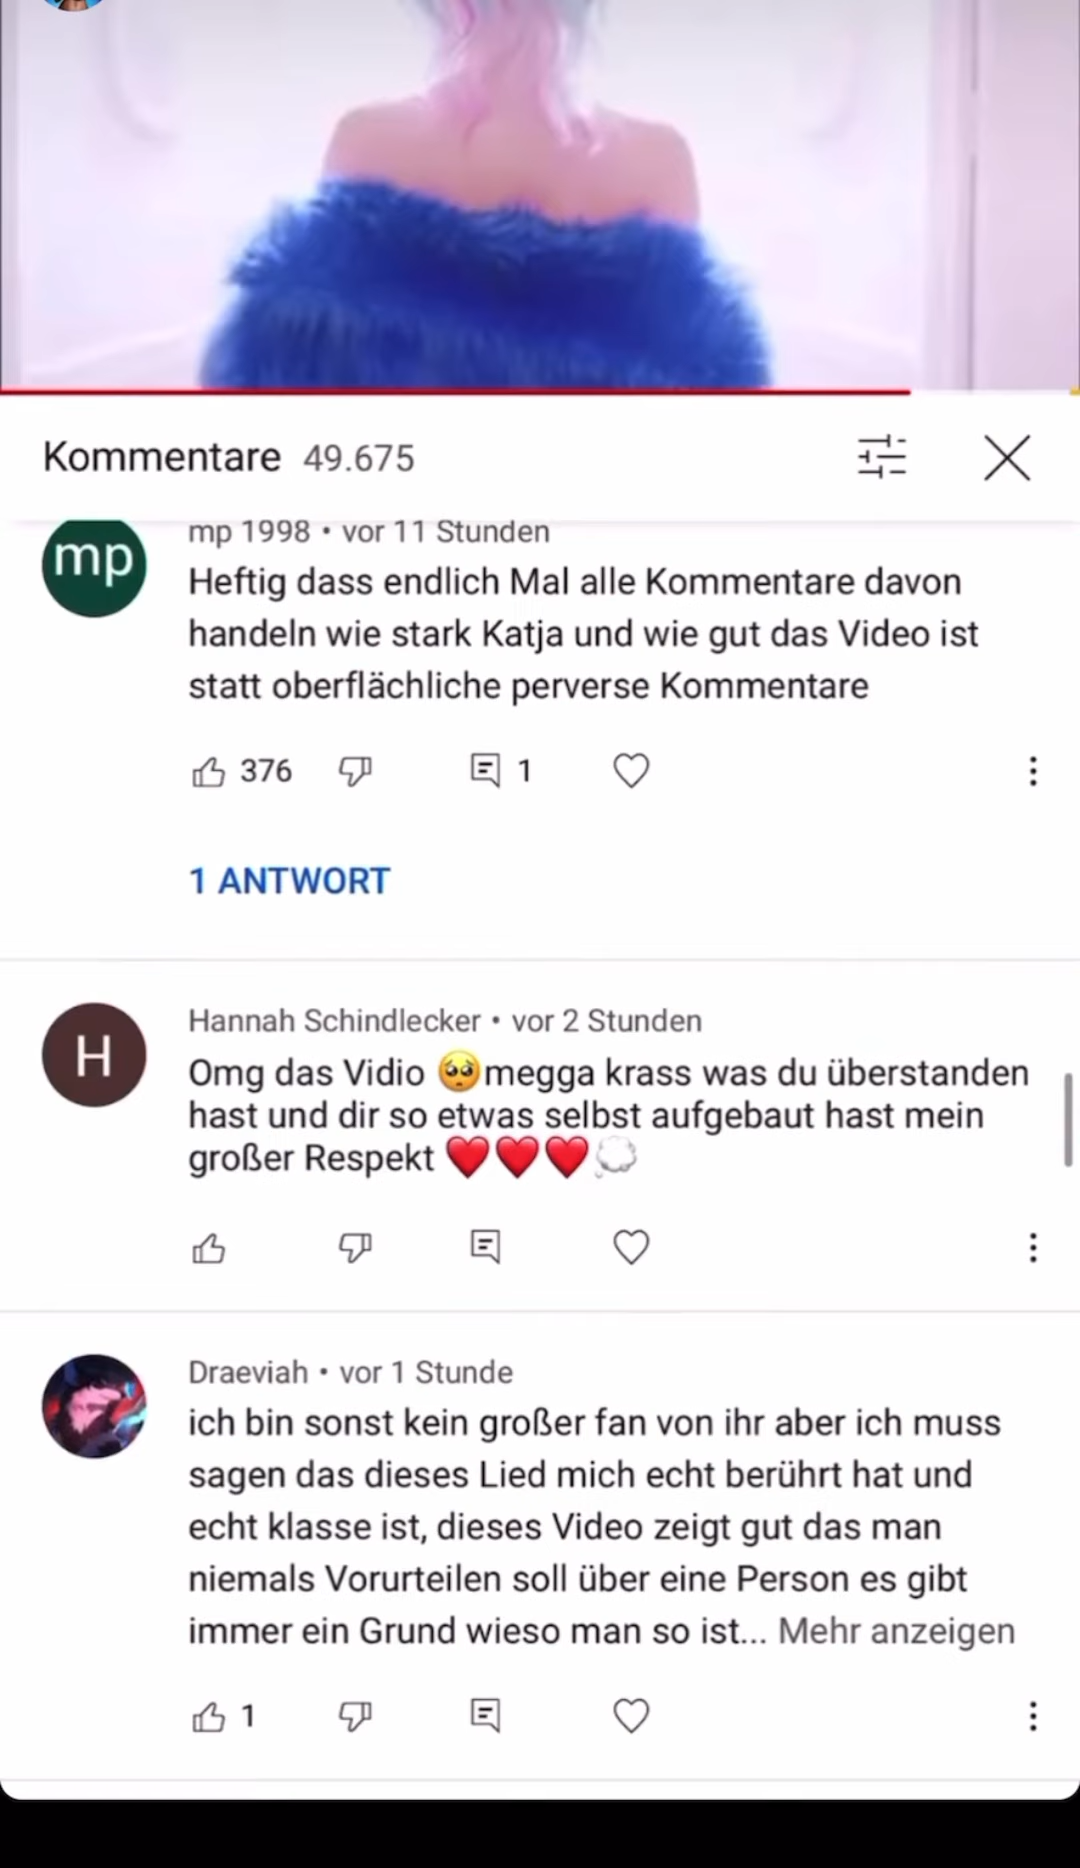 Kommentare 49.675
mp
mp 1998 • vor 11 Stunden
Heftig dass endlich Mal alle Kommentare davon
handeln wie stark Katja und wie gut das Video ist
statt oberflächliche perverse Kommentare
376
1
1 ANTWORT
H
Hannah Schindlecker • vor 2 Stunden
Omg das Vidio 🥺megga krass was du überstanden
hast und dir so etwas selbst aufgebaut hast mein
großer Respekt ❤️❤️❤️💭
Draeviah • vor 1 Stunde
ich bin sonst kein großer fan von ihr aber ich muss
sagen das dieses Lied mich echt berührt hat und
echt klasse ist, dieses Video zeigt gut das man
niemals Vorurteilen soll über eine Person es gibt
immer ein Grund wieso man so ist... Mehr anzeigen
1